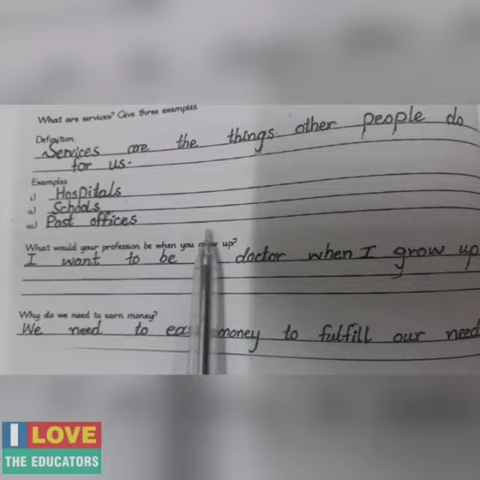 What are services? Give three examples
Definition:
Services are the things other people do
for us.
Examples
i) Hospitals
ii) Schools
iii) Post offices
What would your profession be when you grow up?
I want to be doctor when I grow up
Why do we need to earn money?
We need to money to fulfill our need
I LOVE
THE EDUCATORS